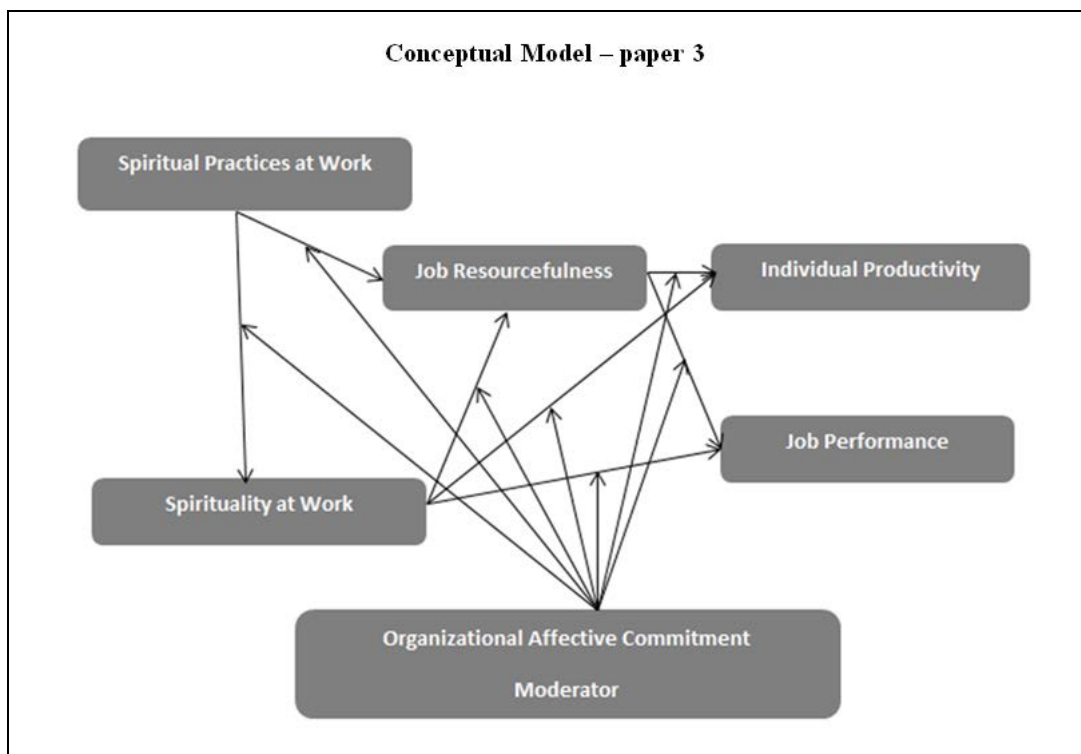 Conceptual Model – paper 3
Spiritual Practices at Work
Job Resourcefulness
Individual Productivity
Job Performance
Spirituality at Work
Organizational Affective Commitment
Moderator